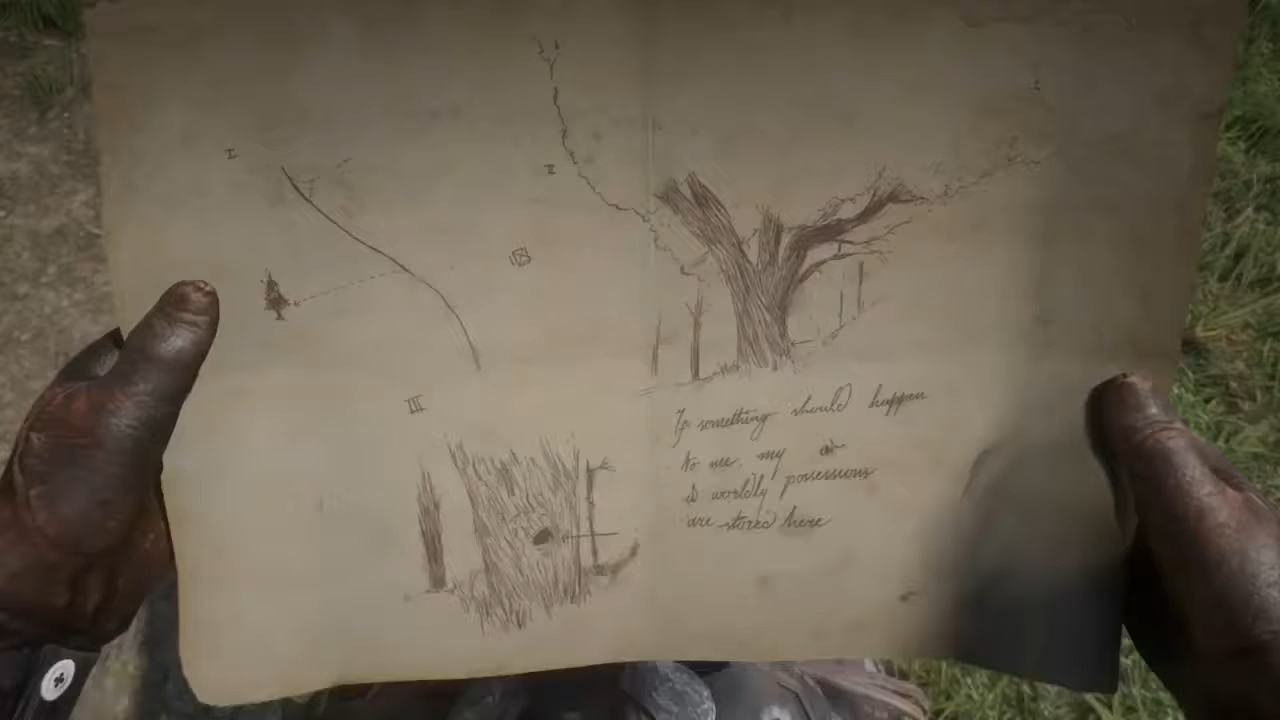 I
II
III
If something should happen
to me, my
worldly possessions
are stored here